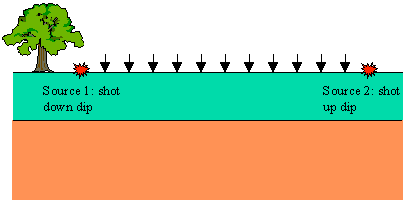 Source 1: shot
down dip
Source 2: shot
up dip